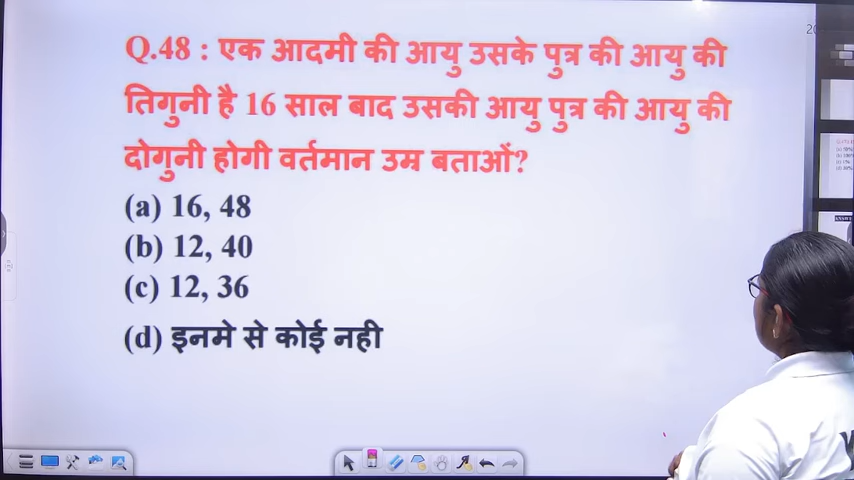 Q.48 : एक आदमी की आयु उसके पुत्र की आयु की
तिगुनी है 16 साल बाद उसकी आयु पुत्र की आयु की
दोगुनी होगी वर्तमान उम्र बताओं?
(a) 16, 48
(b) 12, 40
(c) 12, 36
(d) इनमे से कोई नही